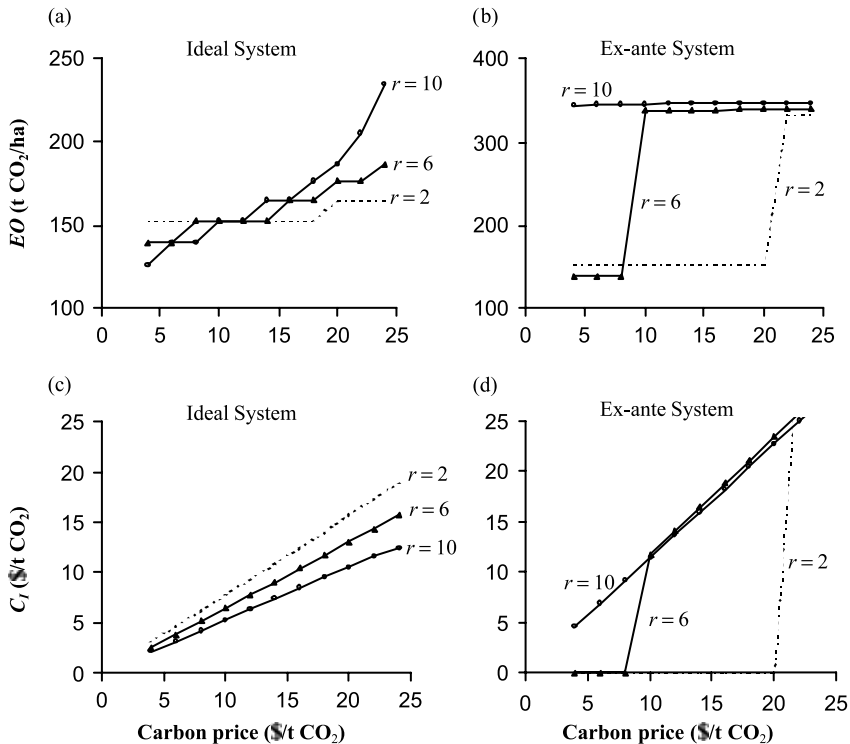 (a)
Ideal System
250
200
150
100
0 5 10 15 20 25
EO (t CO2/ha)
r = 10
r = 6
r = 2
(b)
Ex-ante System
400
300
200
100
0 5 10 15 20 25
r = 10
r = 6
r = 2
(c)
Ideal System
25
20
15
10
5
0
0 5 10 15 20 25
CI ($/t CO2)
Carbon price ($/t CO2)
r = 2
r = 6
r = 10
(d)
Ex-ante System
25
20
15
10
5
0
0 5 10 15 20 25
Carbon price ($/t CO2)
r = 10
r = 6
r = 2